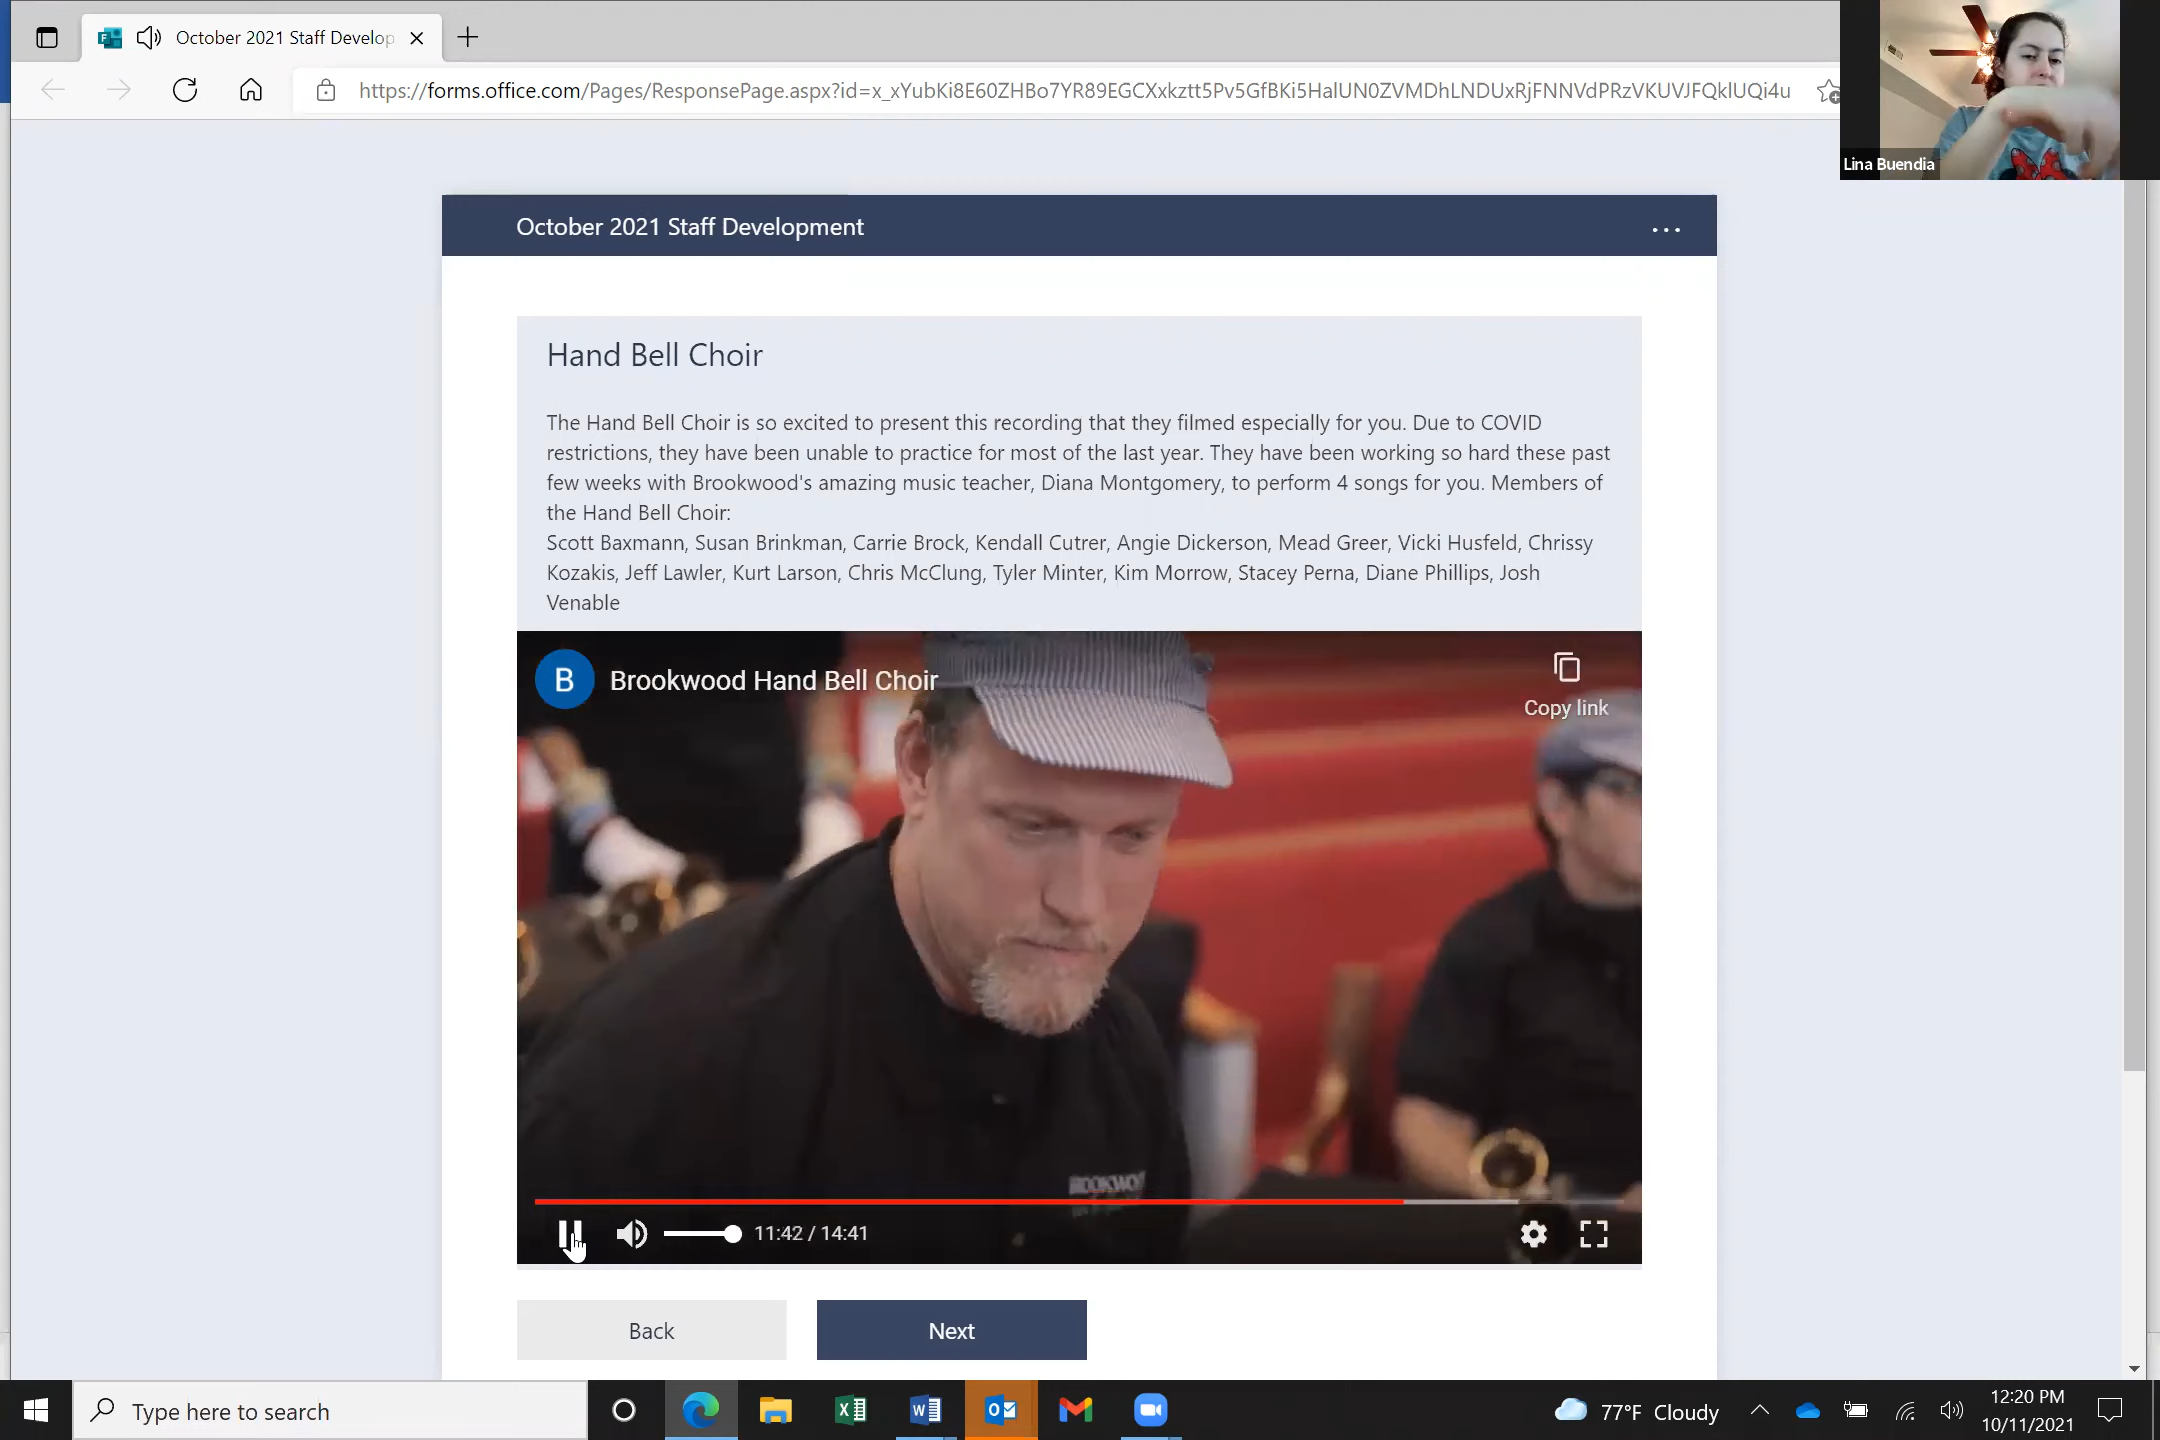 October 2021 Staff Develop
https://forms.office.com/Pages/ResponsePage.aspx?id=x_xYubKi8E60ZHBo7YR89EGCXxkztt5Pv5GfBKi5HalUN0ZVMDhLNDUxRjFNNVdPRzVKUVJFQklUQi4u
Lina Buendia
October 2021 Staff Development
...
Hand Bell Choir
The Hand Bell Choir is so excited to present this recording that they filmed especially for you. Due to COVID
restrictions, they have been unable to practice for most of the last year. They have been working so hard these past
few weeks with Brookwood's amazing music teacher, Diana Montgomery, to perform 4 songs for you. Members of
the Hand Bell Choir:
Scott Baxmann, Susan Brinkman, Carrie Brock, Kendall Cutrer, Angie Dickerson, Mead Greer, Vicki Husfeld, Chrissy
Kozakis, Jeff Lawler, Kurt Larson, Chris McClung, Tyler Minter, Kim Morrow, Stacey Perna, Diane Phillips, Josh
Venable
B Brookwood Hand Bell Choir
Copy link
11:42 / 14:41
Back
Next
Type here to search
77°F Cloudy
12:20 PM
10/11/2021